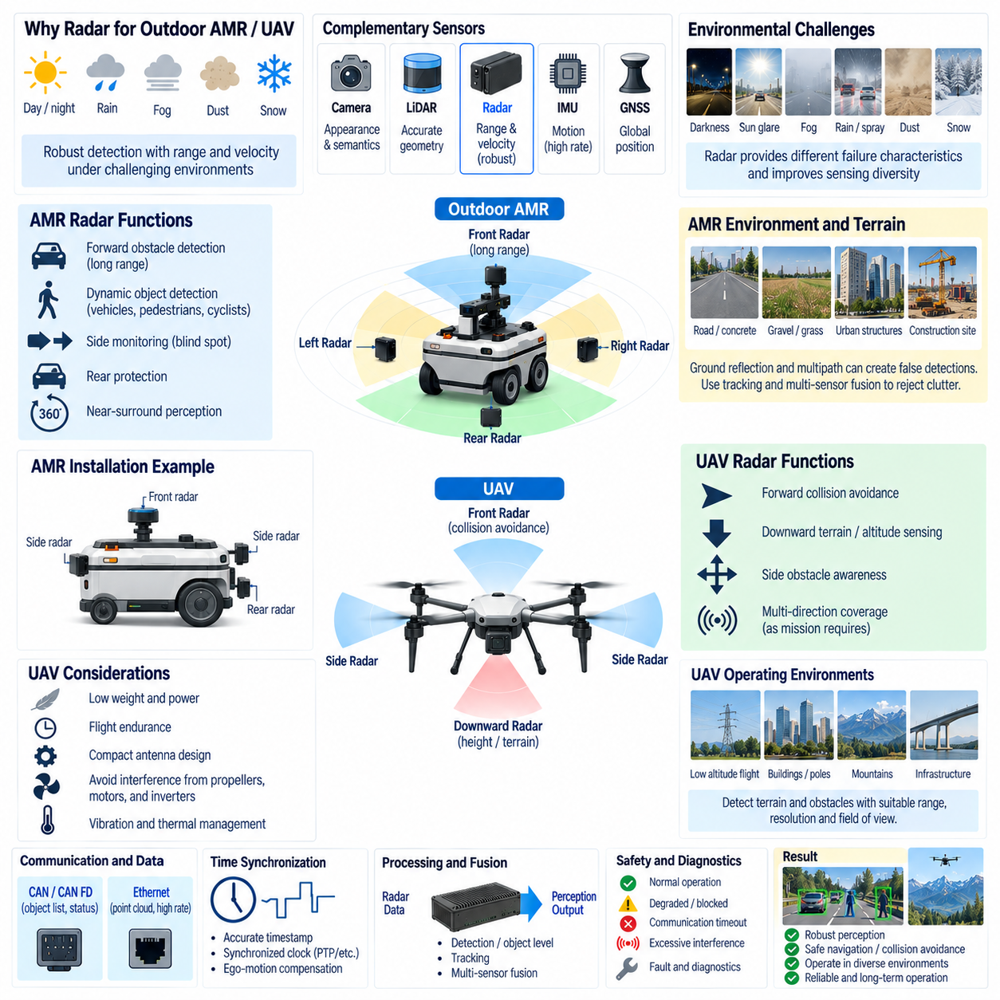 Why Radar for Outdoor AMR / UAV
Day / night
Rain
Fog
Dust
Snow
Robust detection with range and velocity
under challenging environments
Complementary Sensors
Camera
Appearance
& semantics
LiDAR
Accurate
geometry
Radar
Range &
velocity
(robust)
IMU
Motion
(high rate)
GNSS
Global
position
Environmental Challenges
Darkness
Sun glare
Fog
Rain / spray
Dust
Snow
Radar provides different failure characteristics
and improves sensing diversity
AMR Radar Functions
Forward obstacle detection
(long range)
Dynamic object detection
(vehicles, pedestrians, cyclists)
Side monitoring (blind spot)
Rear protection
360°
Near-surround perception
Outdoor AMR
Front Radar
(long range)
Left Radar
Right Radar
Rear Radar
AMR Environment and Terrain
Road / concrete
Gravel / grass
Urban structures
Construction site
Ground reflection and multipath can create false detections.
Use tracking and multi-sensor fusion to reject clutter.
AMR Installation Example
Front radar
Side radar
Side radar
Rear radar
UAV
Front Radar
(collision avoidance)
Side Radar
Side Radar
Downward Radar
(height / terrain)
UAV Radar Functions
Forward collision avoidance
Downward terrain / altitude sensing
Side obstacle awareness
Multi-direction coverage
(as mission requires)
UAV Considerations
Low weight and power
Flight endurance
Compact antenna design
Avoid interference from propellers,
motors, and inverters
Vibration and thermal management
UAV Operating Environments
Low altitude flight
Buildings / poles
Mountains
Infrastructure
Detect terrain and obstacles with suitable range,
resolution and field of view.
Communication and Data
CAN / CAN FD
(object list, status)
Ethernet
(point cloud, high rate)
Time Synchronization
• Accurate timestamp
• Synchronized clock (PTP/etc.)
• Ego-motion compensation
Processing and Fusion
Radar
Data
Perception
Output
• Detection / object level
• Tracking
• Multi-sensor fusion
Safety and Diagnostics
Normal operation
Degraded / blocked
Communication timeout
Excessive interference
Fault and diagnostics
Result
Robust perception
Safe navigation / collision avoidance
Operate in diverse environments
Reliable and long-term operation